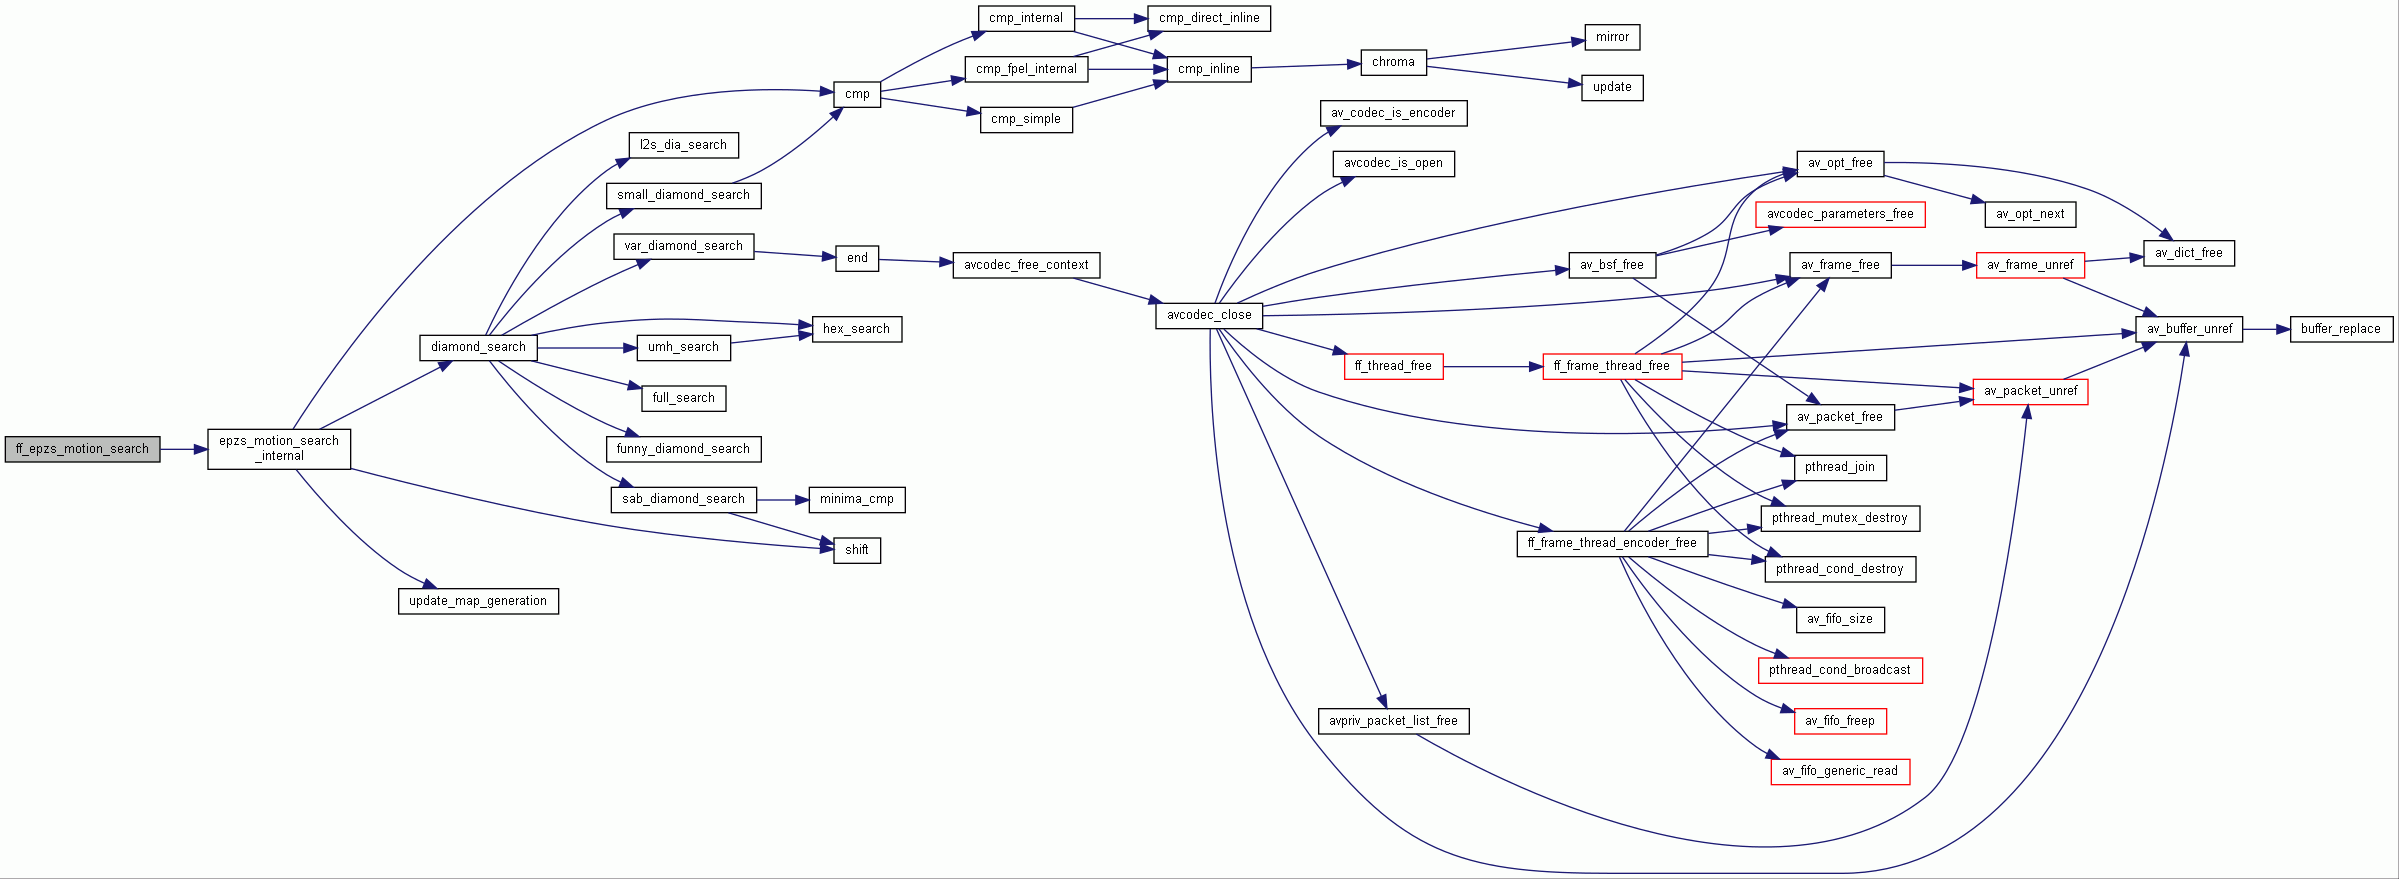 ff_epzs_motion_search
epzs_motion_search
_internal
diamond_search
update_map_generation
l2s_dia_search
small_diamond_search
var_diamond_search
umh_search
full_search
funny_diamond_search
sab_diamond_search
cmp
end
hex_search
minima_cmp
shift
cmp_internal
cmp_fpel_internal
cmp_simple
avcodec_free_context
cmp_direct_inline
cmp_inline
avcodec_close
chroma
av_codec_is_encoder
avcodec_is_open
ff_thread_free
avpriv_packet_list_free
mirror
update
av_bsf_free
ff_frame_thread_free
ff_frame_thread_encoder_free
av_opt_free
avcodec_parameters_free
av_frame_free
av_packet_free
pthread_join
pthread_mutex_destroy
pthread_cond_destroy
av_fifo_size
pthread_cond_broadcast
av_fifo_freep
av_fifo_generic_read
av_opt_next
av_frame_unref
av_packet_unref
av_dict_free
av_buffer_unref
buffer_replace